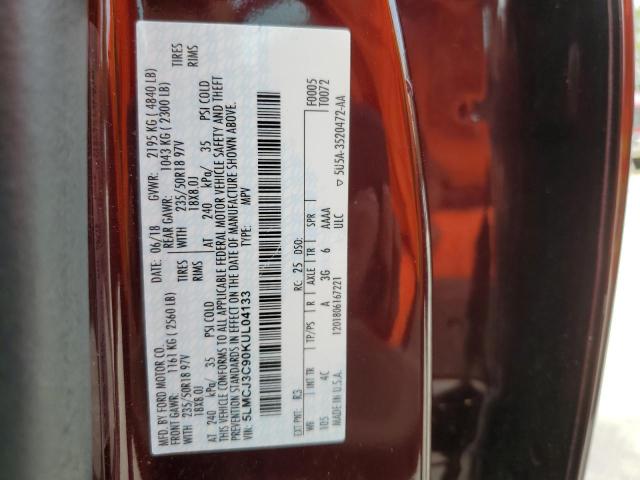 MFD. BY FORD MOTOR CO.
DATE: 06/18 GVWR: 2195 KG ( 4840 LB)
FRONT GAWR: 1161 KG ( 2560 LB) REAR GAWR: 1043 KG ( 2300 LB)
WITH 235/50R18 97V TIRES WITH 235/50R18 97V TIRES
18X8.0J RIMS 18X8.0J RIMS
AT 240 kPa/ 35 PSI COLD AT 240 kPa/ 35 PSI COLD
THIS VEHICLE CONFORMS TO ALL APPLICABLE FEDERAL MOTOR VEHICLE SAFETY AND THEFT
PREVENTION STANDARDS IN EFFECT ON THE DATE OF MANUFACTURE SHOWN ABOVE.
VIN: 5LMCJ3C90KUL04133 TYPE: MPV
F0005
T0072
EXT PNT: R3 RC: 25 DSO:
WB INT TR TP/PS R AXLE TR SPR
105 4C A 3G 6 AAAA
ULC
MADE IN U.S.A. 1201806167221
5U5A-3520472-AA